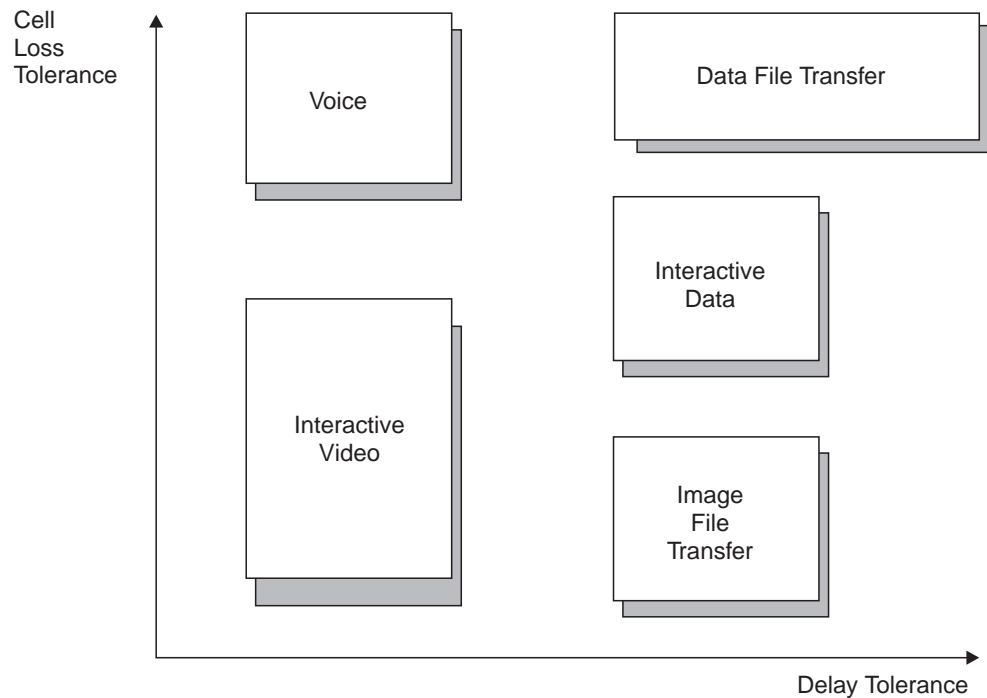 Cell
Loss
Tolerance
Voice
Data File Transfer
Interactive
Data
Interactive
Video
Image
File
Transfer
Delay Tolerance